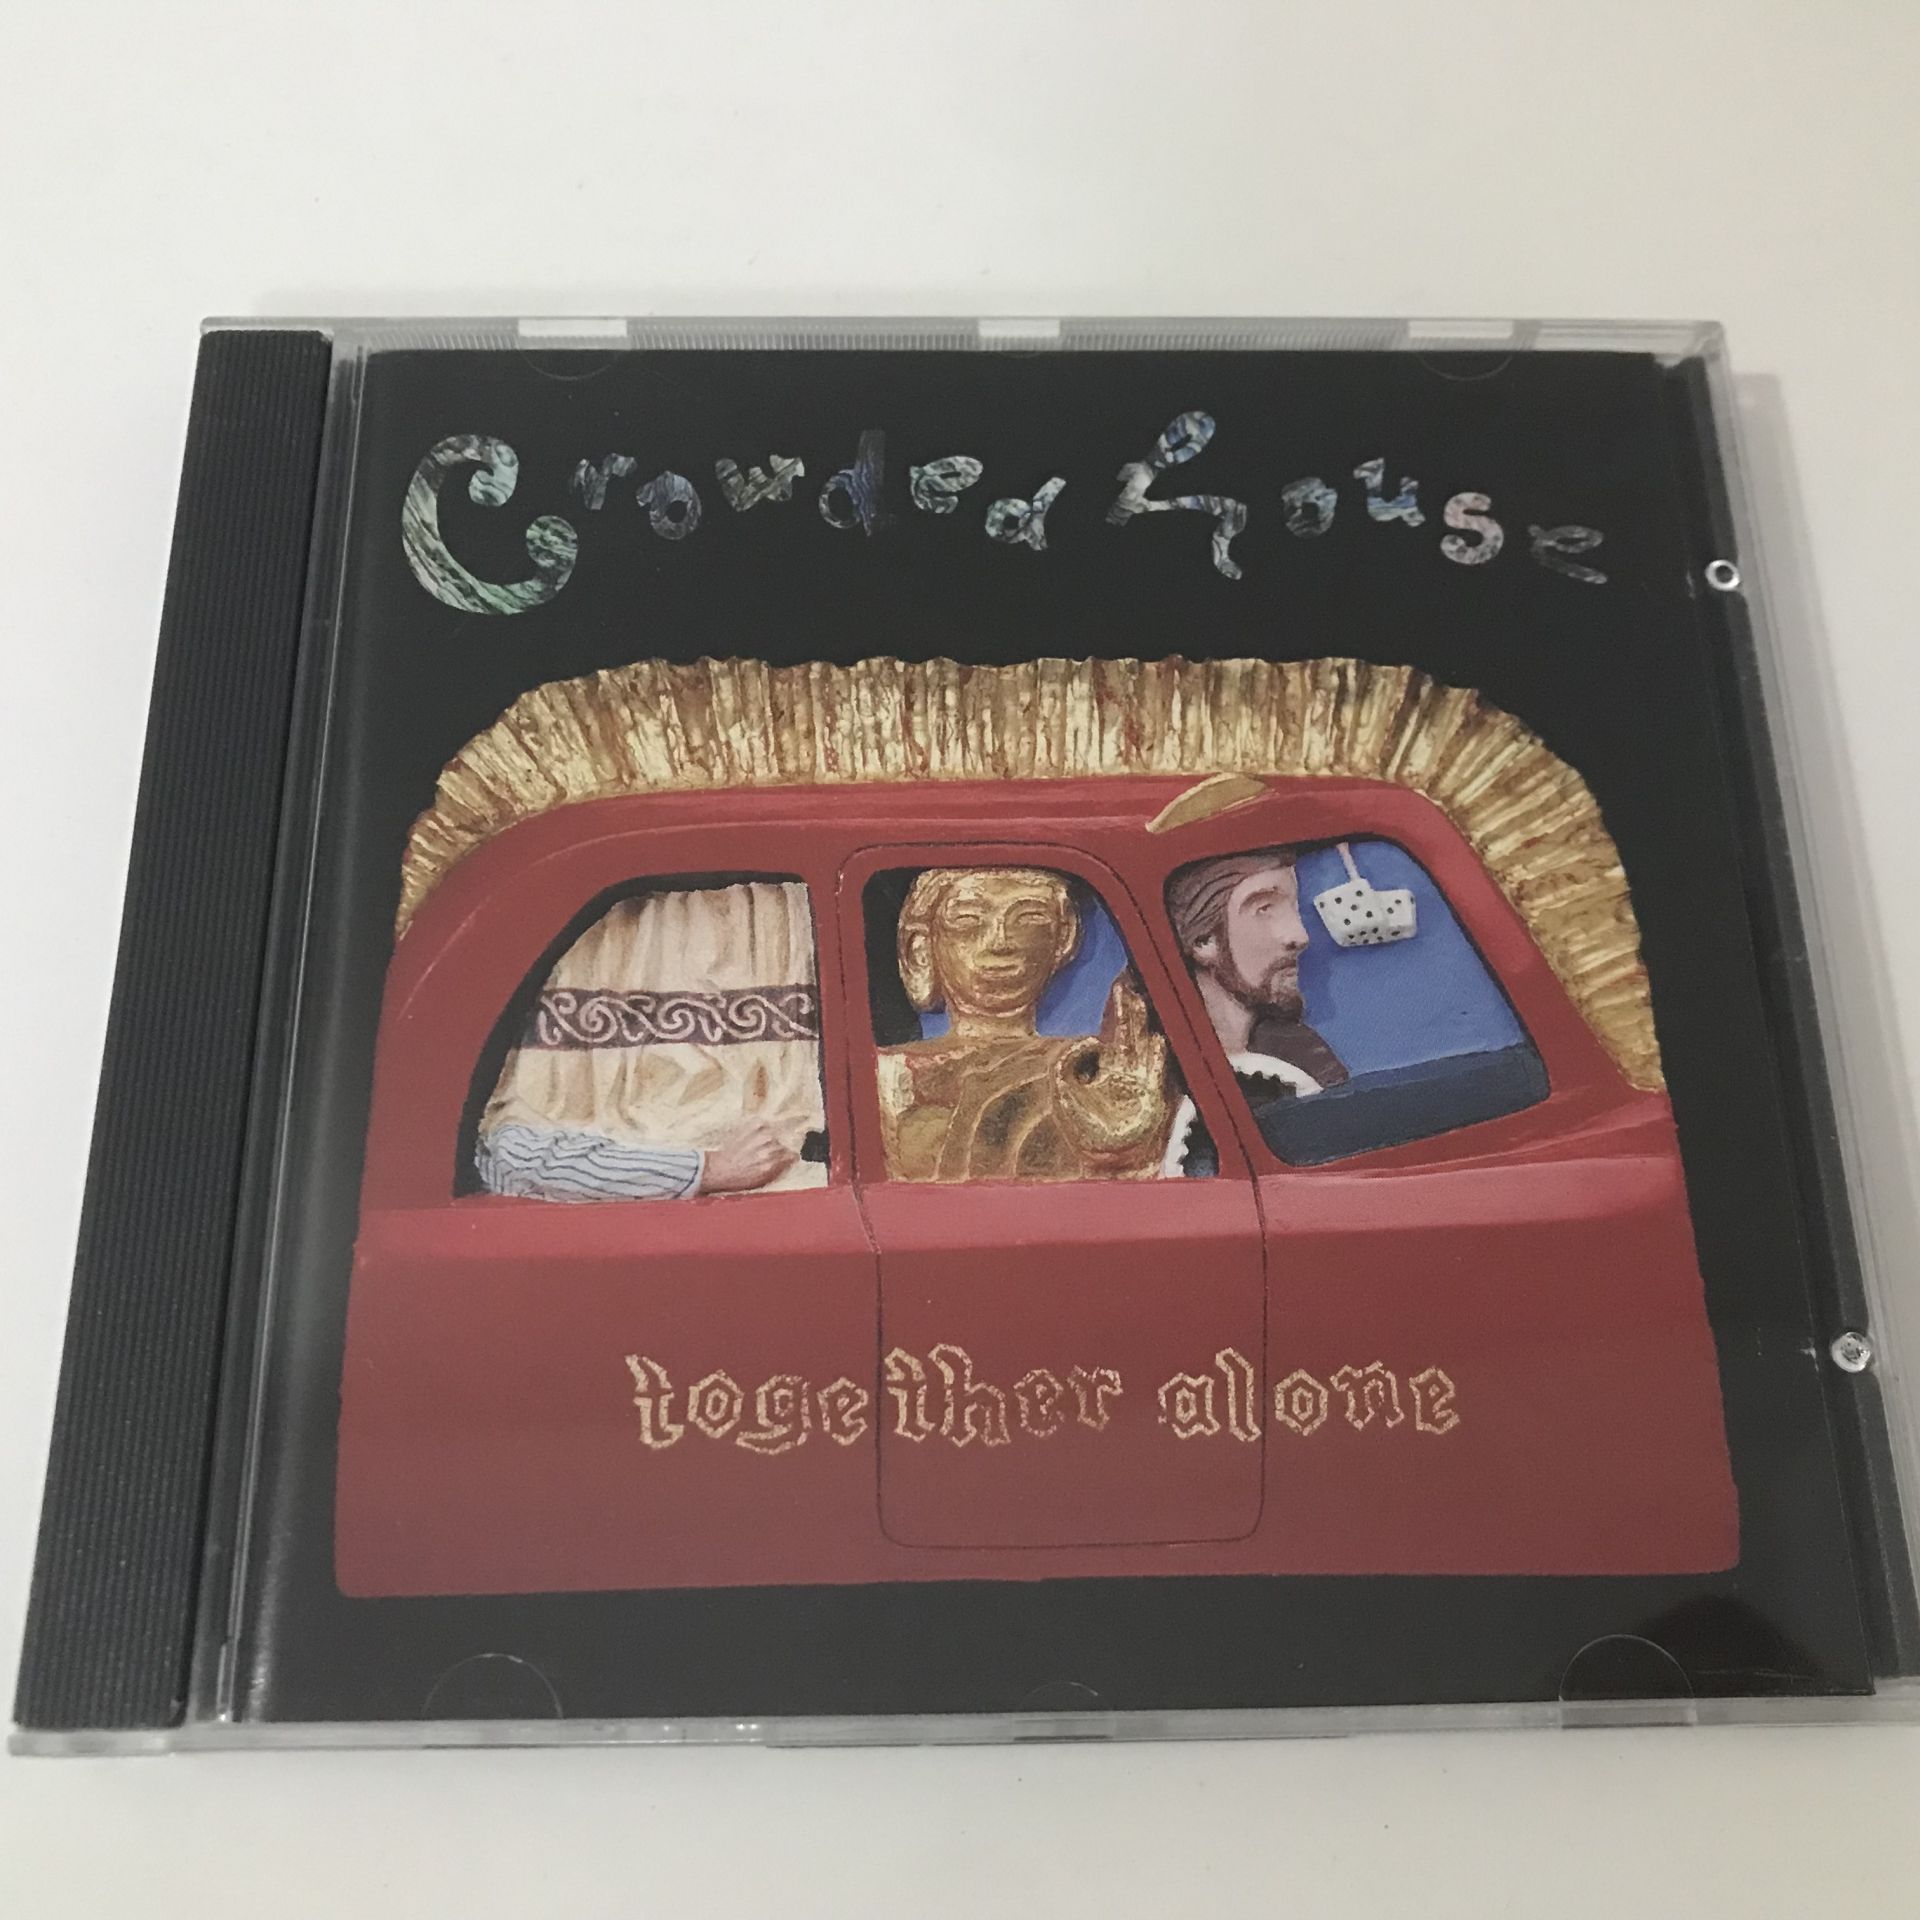 Crowded house
together alone